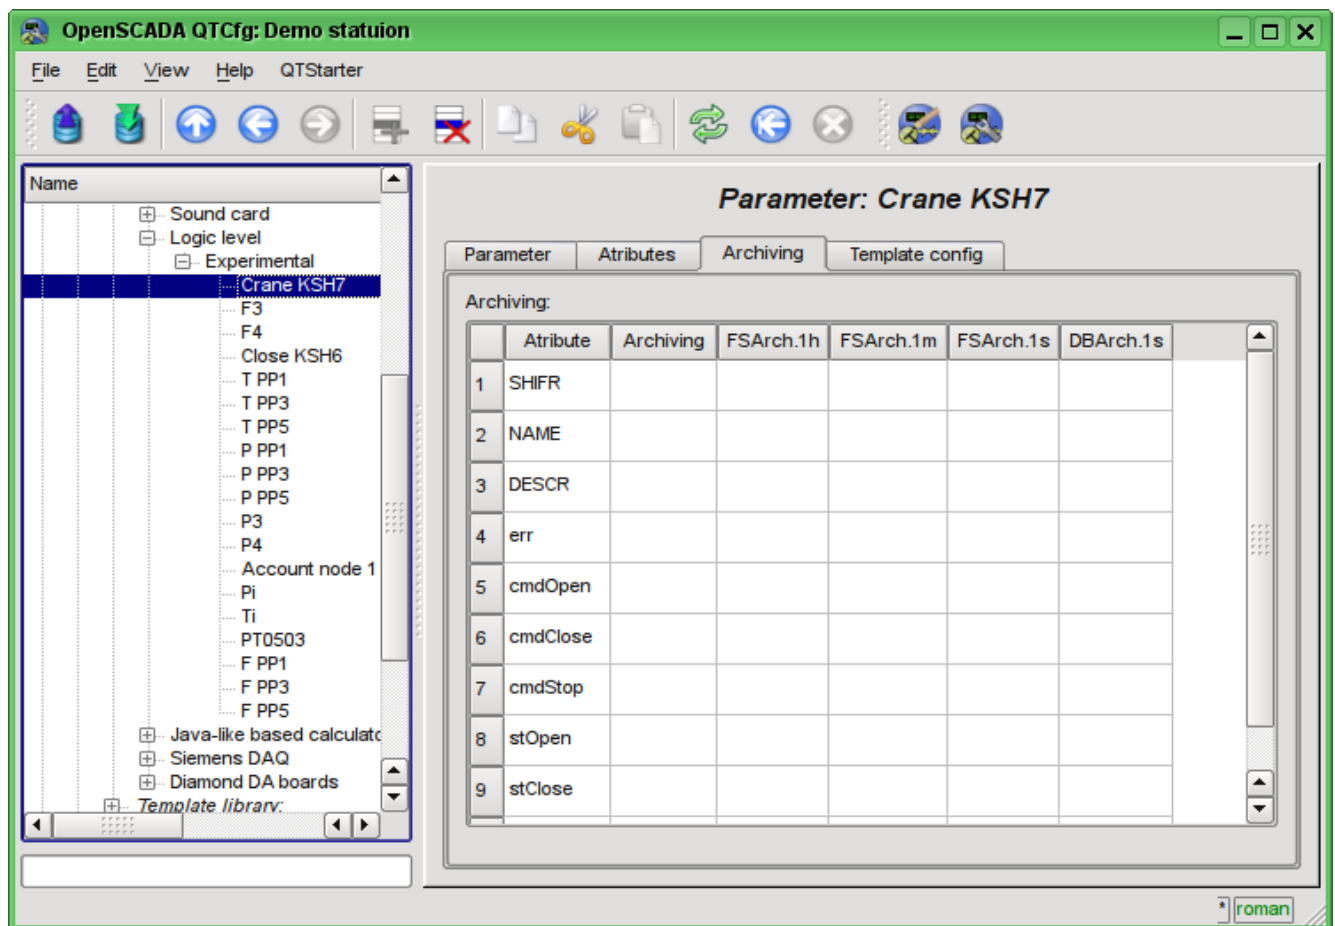 OpenSCADA QTCfg: Demo statuion
File Edit View Help QTStarter
Name
Sound card
Logic level
Experimental
Crane KSH7
F3
F4
Close KSH6
T PP1
T PP3
T PP5
P PP1
P PP3
P PP5
P3
P4
Account node 1
Pi
Ti
PT0503
F PP1
F PP3
F PP5
Java-like based calculato
Siemens DAQ
Diamond DA boards
Template library:
Parameter: Crane KSH7
Parameter Atributes Archiving Template config
Archiving:
Atribute Archiving FSArch.1h FSArch.1m FSArch.1s DBArch.1s
1 SHIFR
2 NAME
3 DESCR
4 err
5 cmdOpen
6 cmdClose
7 cmdStop
8 stOpen
9 stClose
* roman